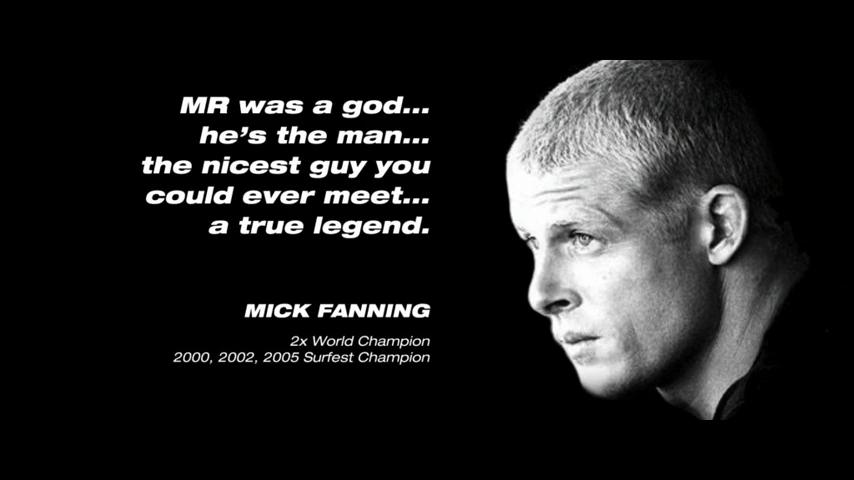 MR was a god...
he's the man...
the nicest guy you
could ever meet...
a true legend.
MICK FANNING
2x World Champion
2000, 2002, 2005 Surfest Champion